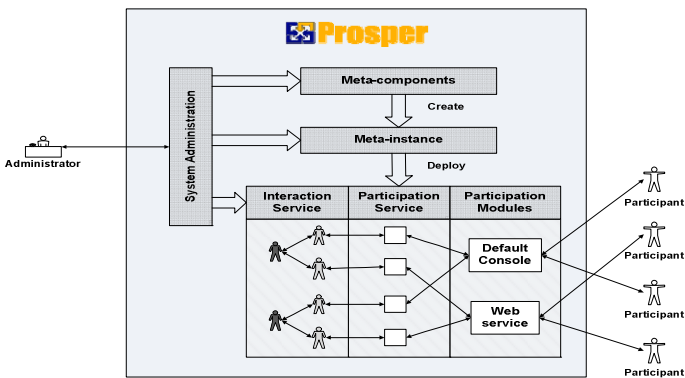 Prosper
System Administration
Meta-components
Create
Meta-instance
Deploy
Administrator
Interaction
Service
Participation
Service
Participation
Modules
Default
Console
Web
service
Participant
Participant
Participant
Participant